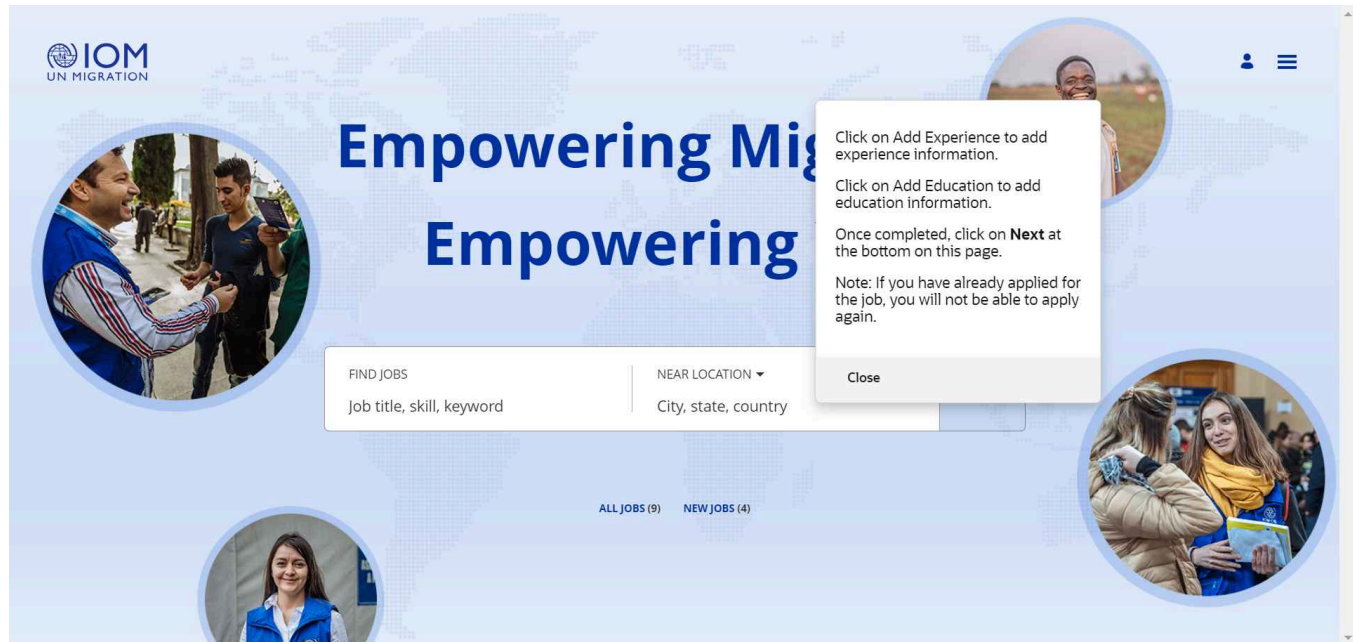 IOM
UN MIGRATION
Empowering Mig
Empowering
Click on Add Experience to add
experience information.
Click on Add Education to add
education information.
Once completed, click on Next at
the bottom on this page.
Note: If you have already applied for
the job, you will not be able to apply
again.
Close
FIND JOBS
Job title, skill, keyword
NEAR LOCATION
City, state, country
ALL JOBS (9) NEW JOBS (4)